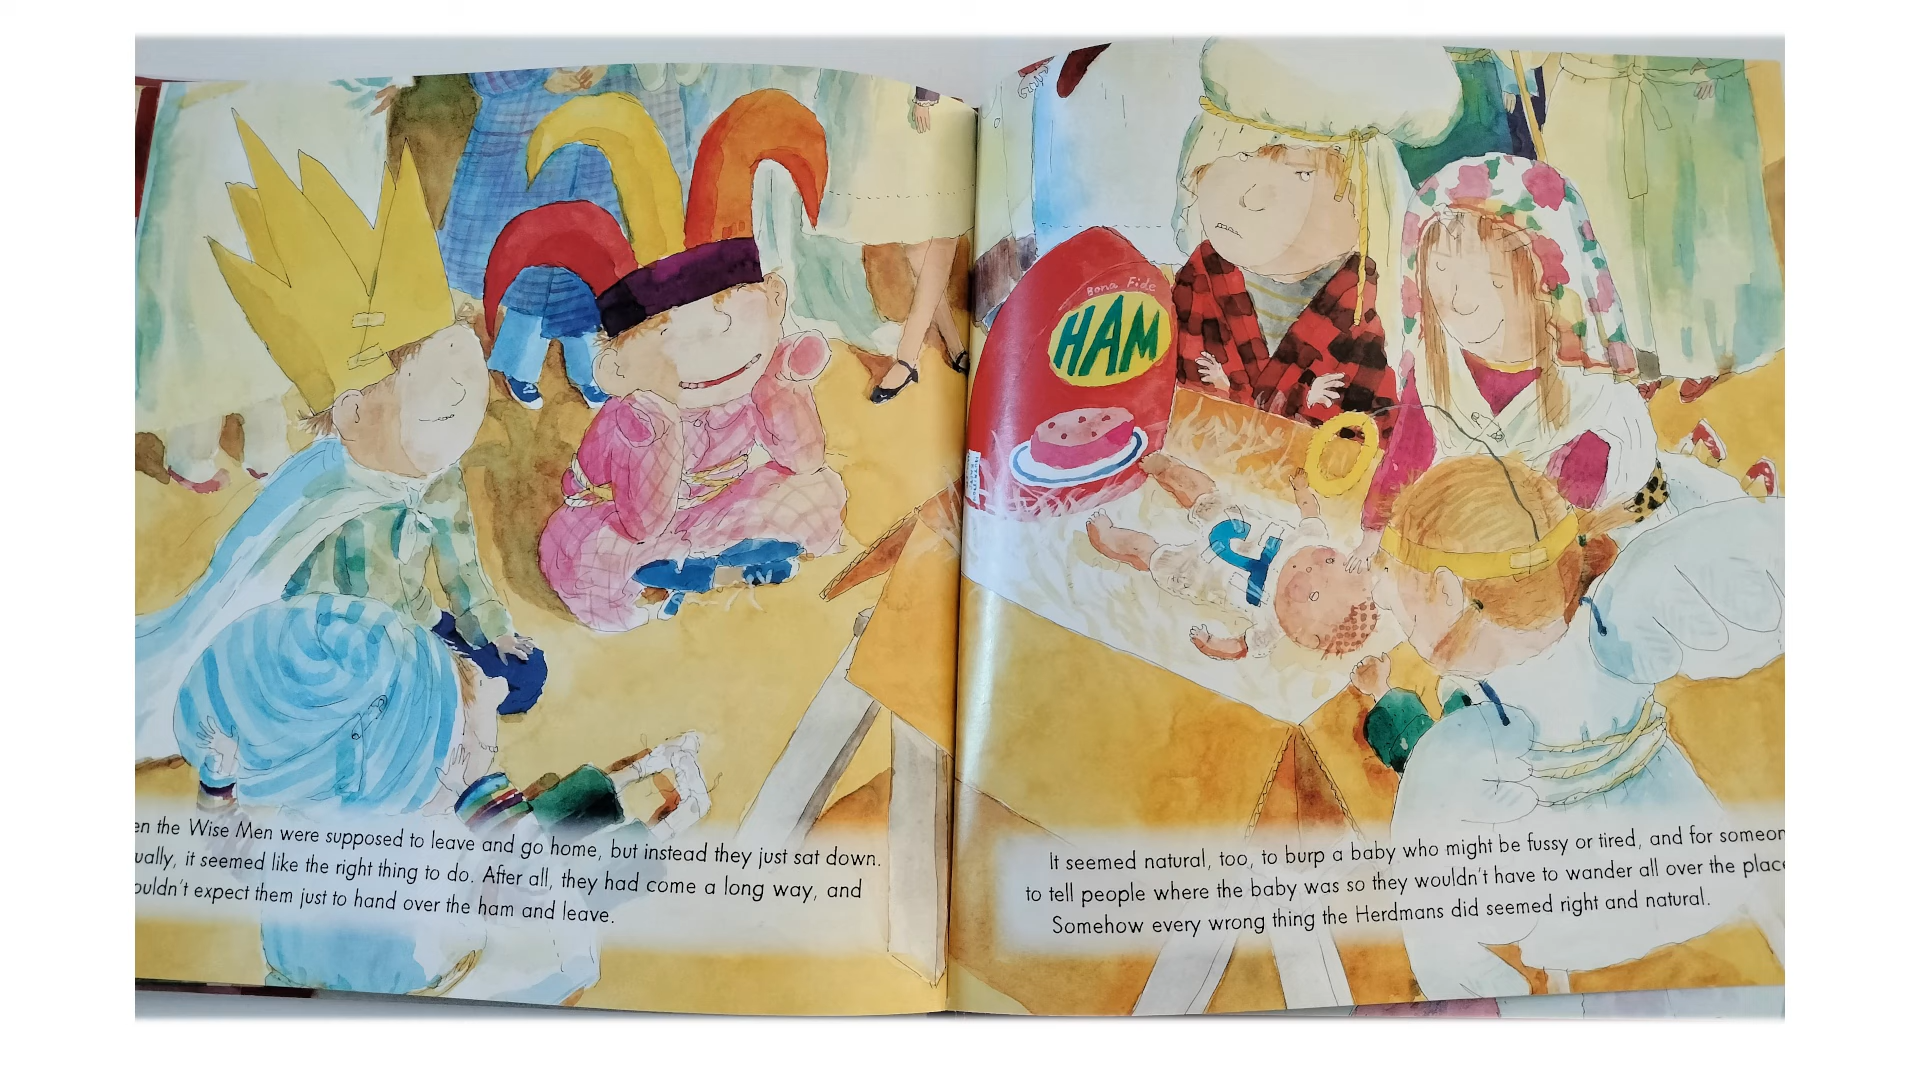 Bona Fide
HAM
the Wise Men were supposed to leave and go home, but instead they just sat down.
it seemed like the right thing to do. After all, they had come a long way, and
expect them just to hand over the ham and leave.
It seemed natural, too, to burp a baby who might be fussy or tired, and for
to tell people where the baby was so they wouldn't have to wander all over the place
Somehow every wrong thing the Herdmans did seemed right and natural.